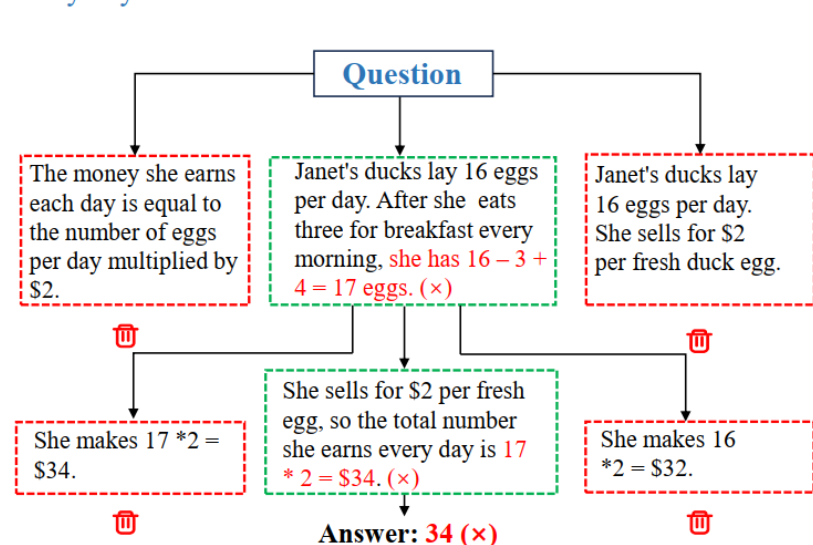 Question
The money she earns
each day is equal to
the number of eggs
per day multiplied by
$2.
Janet's ducks lay 16 eggs
per day. After she eats
three for breakfast every
morning, she has 16 – 3 +
4 = 17 eggs. (×)
Janet's ducks lay
16 eggs per day.
She sells for $2
per fresh duck egg.
She makes 17 *2 =
$34.
She sells for $2 per fresh
egg, so the total number
she earns every day is 17
* 2 = $34. (×)
She makes 16
*2 = $32.
Answer: 34 (×)